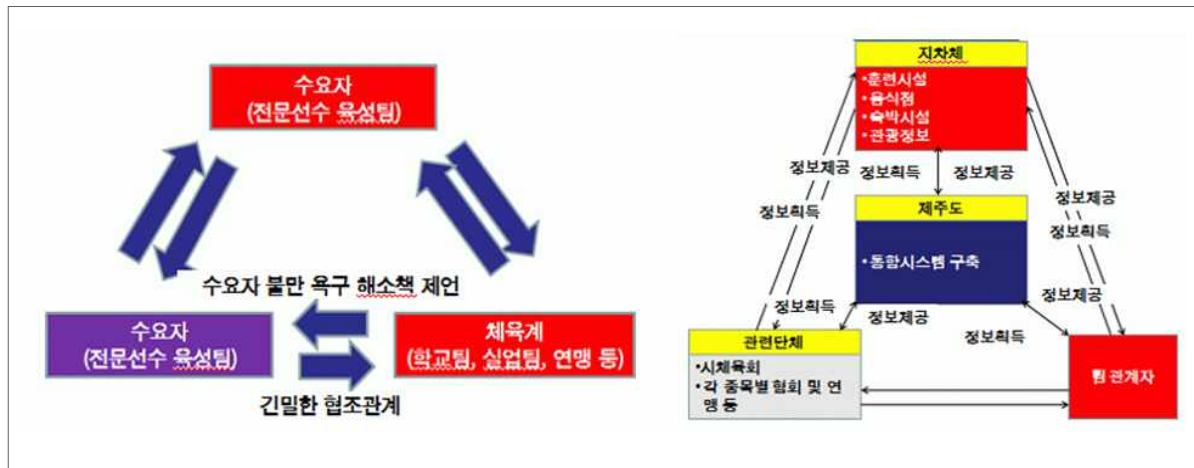 수요자
(전문선수 육성팀)
수요자 불만 욕구 해소책 제언
수요자
(전문선수 육성팀)
체육계
(학교팀, 실업팀, 연맹 등)
긴밀한 협조관계
지차체
•훈련시설
•음식점
•숙박시설
•관광정보
정보제공
정보획득
정보획득
정보제공
정보제공
정보획득
제주도
•통합시스템 구축
정보획득
정보제공
정보제공
정보획득
관련단체
•시체육회
•각 종목별 협회 및 연
맹 등
팀 관계자